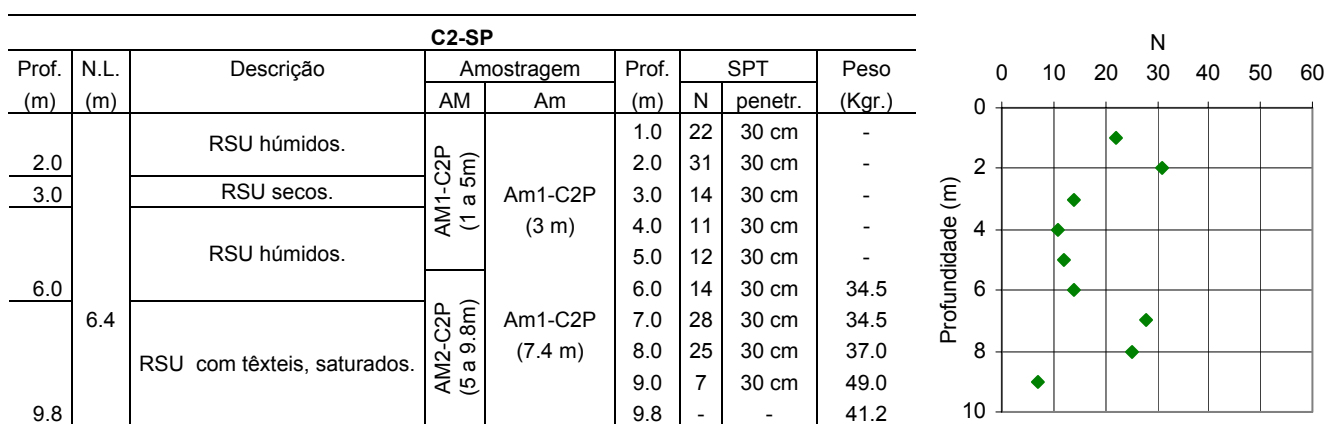 C2-SP
Prof. N.L. Descrição Amostragem Prof. SPT Peso
(m) (m) AM Am (m) N penetr. (Kgr.)
RSU húmidos. 1.0 22 30 cm -
2.0 2.0 31 30 cm -
3.0 RSU secos. AM1-C2P Am1-C2P 3.0 14 30 cm -
(1 a 5m) (3 m) 4.0 11 30 cm -
RSU húmidos. 5.0 12 30 cm -
6.0 6.0 14 30 cm 34.5
6.4 AM2-C2P Am1-C2P 7.0 28 30 cm 34.5
RSU com têxteis, saturados. (5 a 9.8m) (7.4 m) 8.0 25 30 cm 37.0
9.0 7 30 cm 49.0
9.8 9.8 - - 41.2
N
0 10 20 30 40 50 60
0
2
4
6
8
10
Profundidade (m)